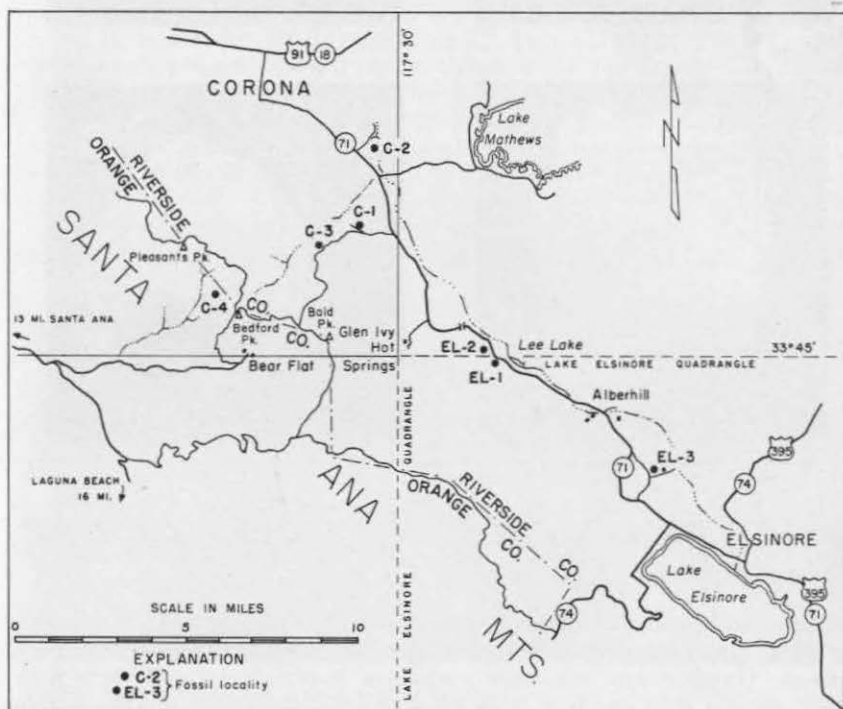 117° 30'
91 18
CORONA
Lake
Mathews
71
C-2
N
RIVERSIDE
ORANGE
C-1
C-3
SANTA
Pleasants Pk.
C-4
CO.
CO.
Bedford
Pk.
Bald
Pk.
Glen Ivy
Hot
Springs
13 MI. SANTA ANA
Bear Flat
Lee Lake
EL-2
EL-1
33°45'
LAKE ELSINORE QUADRANGLE
Alberhill
QUADRANGLE
395
74
71
EL-3
LAGUNA BEACH
16 MI.
ANA
ORANGE
RIVERSIDE
CO.
CO.
ELSINORE
Lake
Elsinore
74
395
71
MTS.
LAKE ELSINORE
SCALE IN MILES
0 5 10
EXPLANATION
C-2
EL-3
Fossil locality